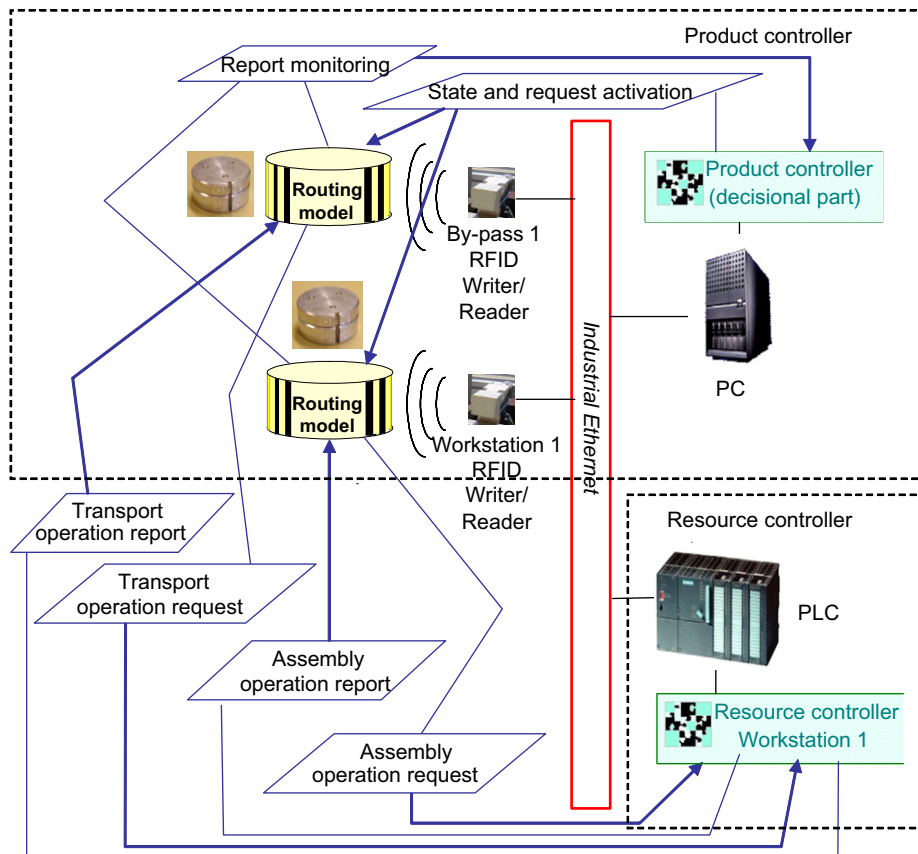 Product controller
Report monitoring
State and request activation
Routing
model
Product controller
(decisional part)
By-pass 1
RFID
Writer/
Reader
Industrial Ethernet
PC
Routing
model
Workstation 1
RFID
Writer/
Reader
Transport
operation report
Resource controller
Transport
operation request
PLC
Assembly
operation report
Resource controller
Workstation 1
Assembly
operation request